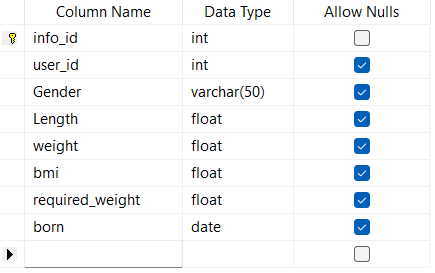 Column Name Data Type Allow Nulls
info_id int
user_id int
Gender varchar(50)
Length float
weight float
bmi float
required_weight float
born date